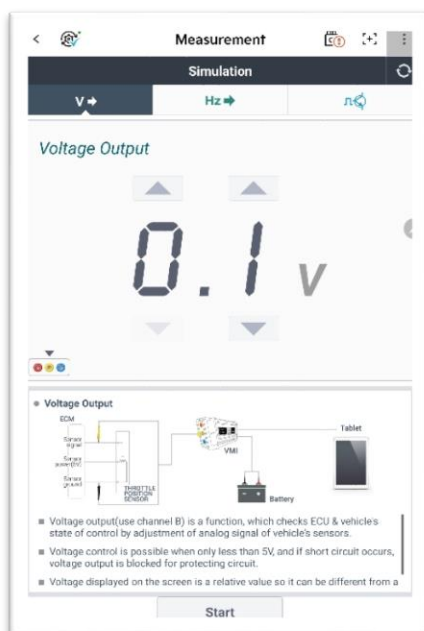 Measurement
Simulation
V
Hz
Voltage Output
0.1 V
Voltage Output
ECM
Sensor signal
Sensor power(5V)
Sensor ground
THROTTLE
POSITION
SENSOR
VMI
Battery
Tablet
Voltage output(use channel B) is a function, which checks ECU & vehicle's
state of control by adjustment of analog signal of vehicle's sensors.
Voltage control is possible when only less than 5V, and if short circuit occurs,
voltage output is blocked for protecting circuit.
Voltage displayed on the screen is a relative value so it can be different from a
Start